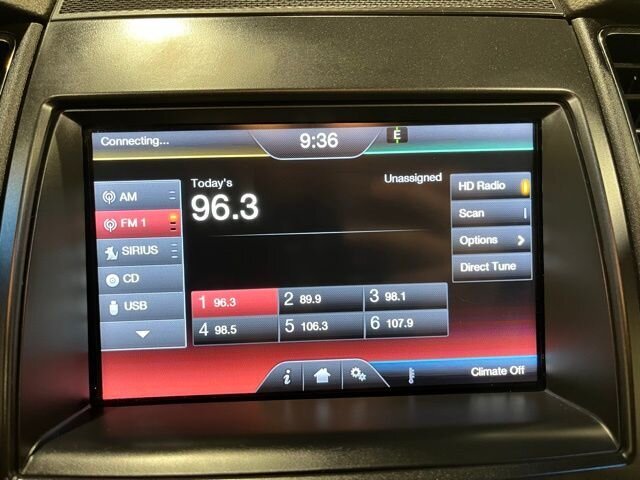 Connecting...
9:36
E
Today's
Unassigned
96.3
AM
FM 1
SIRIUS
CD
USB
HD Radio
Scan
Options
Direct Tune
1 96.3
2 89.9
3 98.1
4 98.5
5 106.3
6 107.9
i
Climate Off